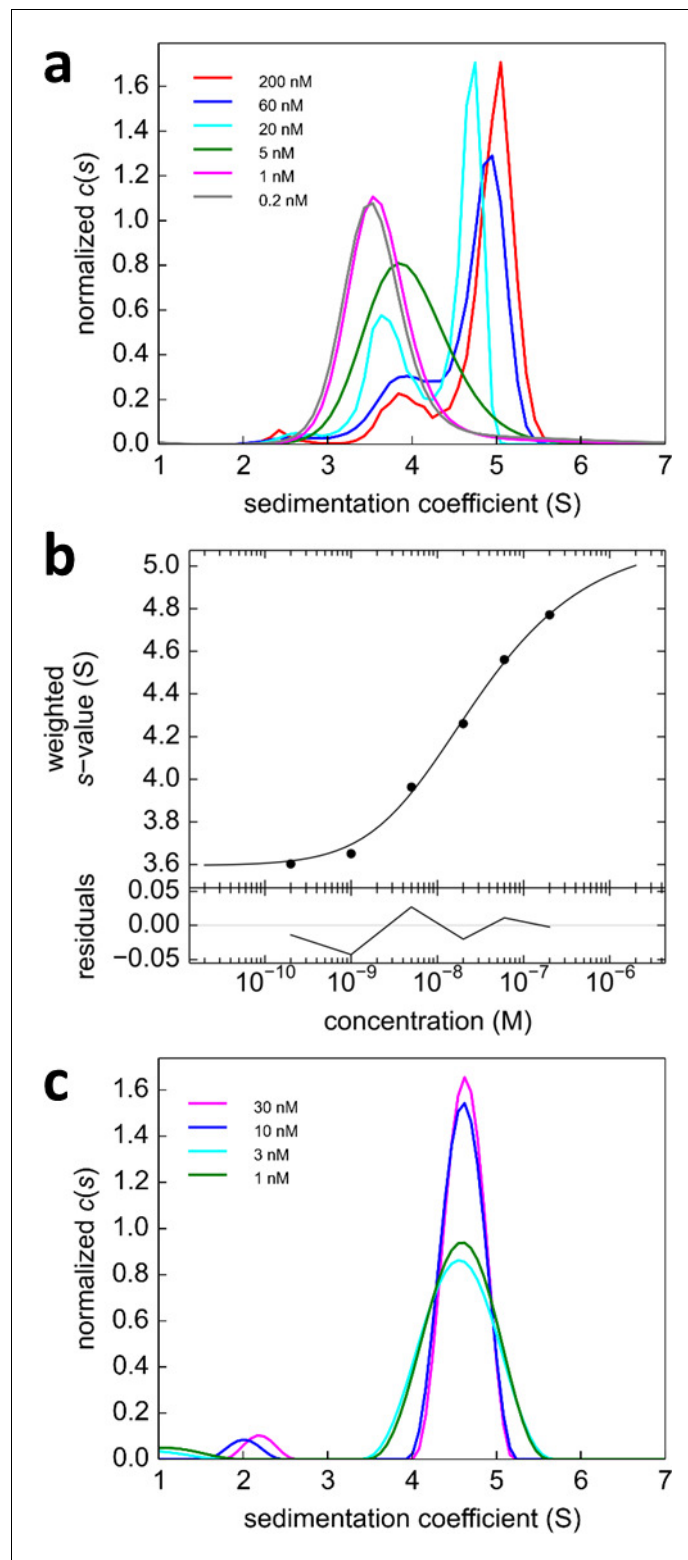 a
normalized c(s)
1.6
1.4
1.2
1.0
0.8
0.6
0.4
0.2
0.0
200 nM
60 nM
20 nM
5 nM
1 nM
0.2 nM
1 2 3 4 5 6 7
sedimentation coefficient (S)
b
weighted
s−value (S)
5.0
4.8
4.6
4.4
4.2
4.0
3.8
3.6
residuals
0.05
0.00
−0.05
10⁻¹⁰ 10⁻⁹ 10⁻⁸ 10⁻⁷ 10⁻⁶
concentration (M)
c
normalized c(s)
1.6
1.4
1.2
1.0
0.8
0.6
0.4
0.2
0.0
30 nM
10 nM
3 nM
1 nM
1 2 3 4 5 6 7
sedimentation coefficient (S)